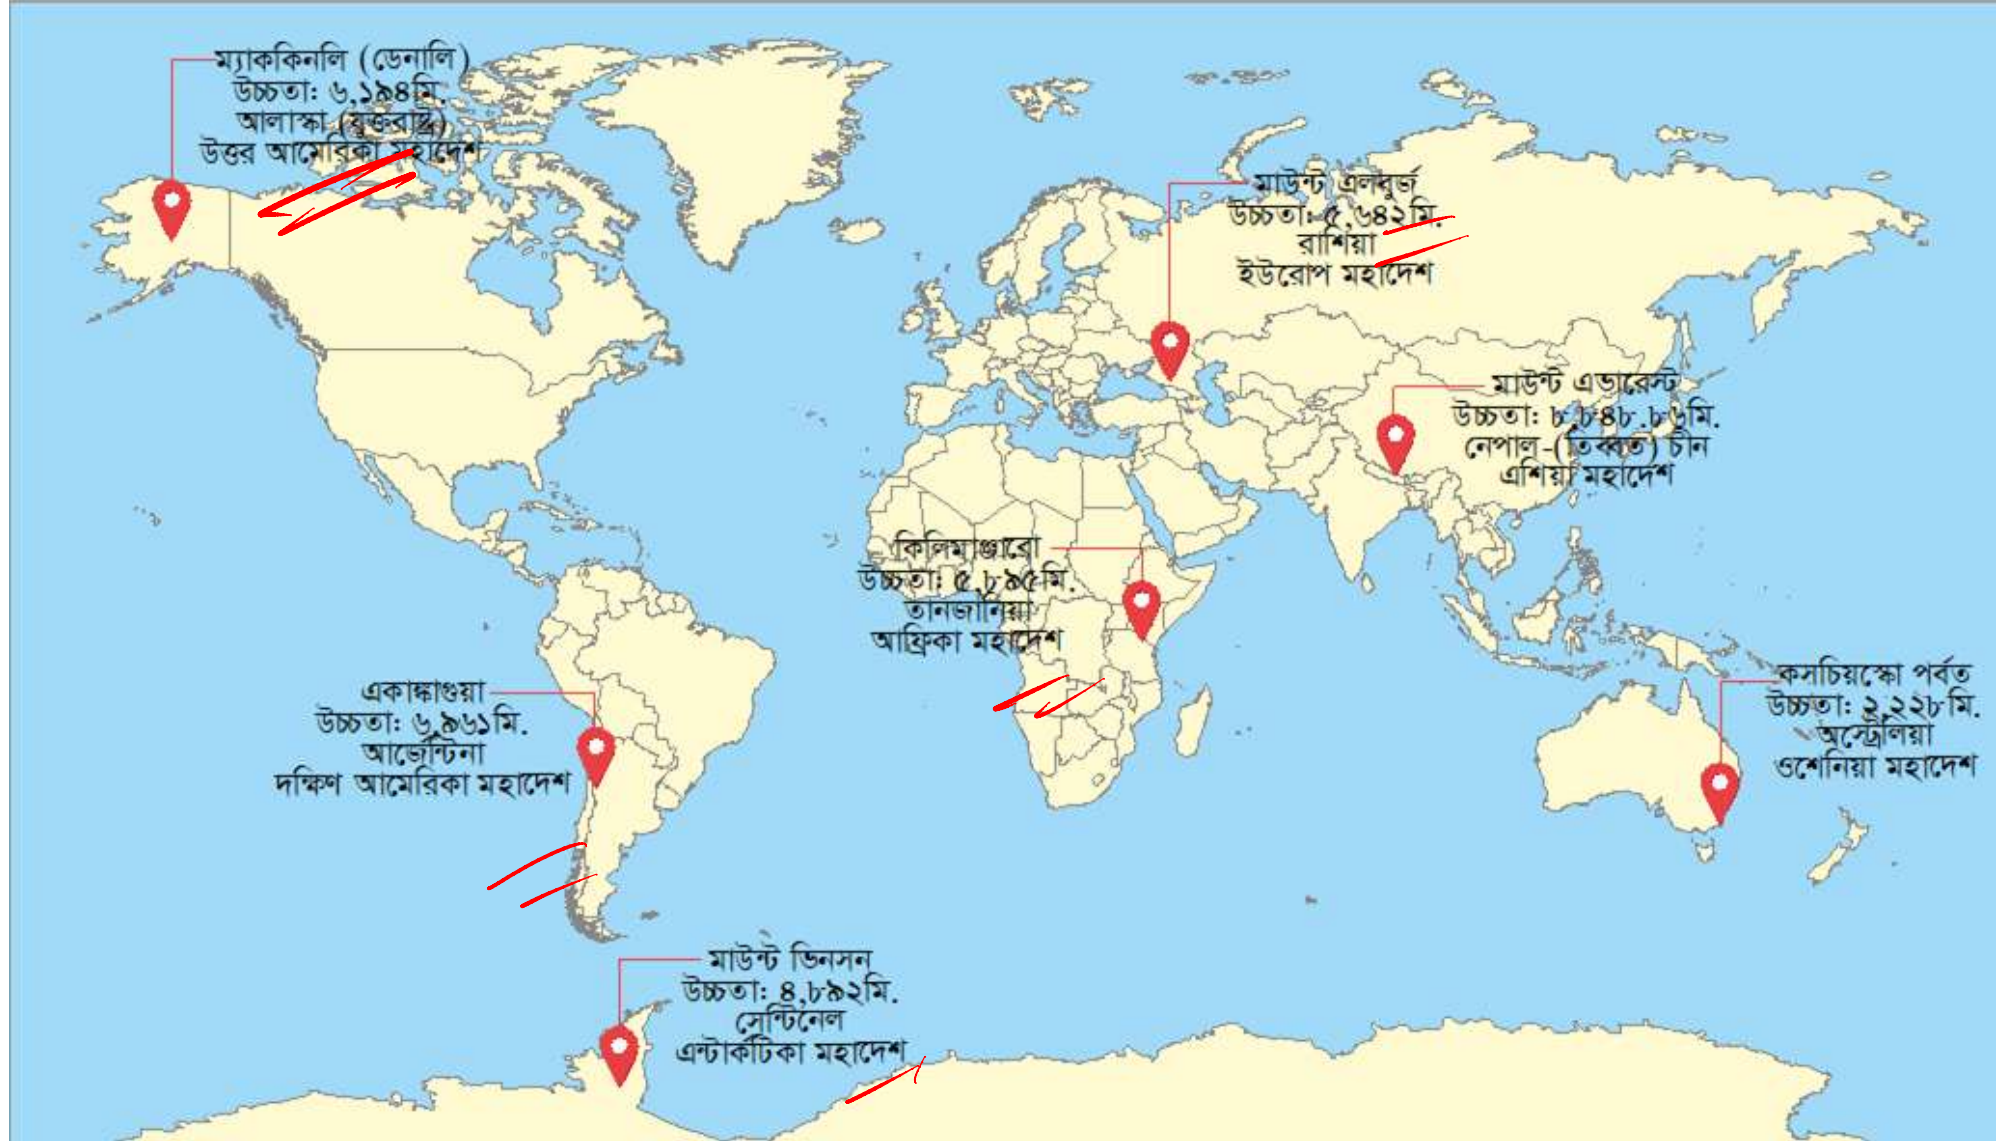 ম্যাককিনলি (ডেনালি)
উচ্চতা: ৬,১৯৪মি.
আলাস্কা (যুক্তরাষ্ট্র)
উত্তর আমেরিকা মহাদেশ
মাউন্ট এলবুর্জ
উচ্চতা: ৫,৬৪২মি.
রাশিয়া
ইউরোপ মহাদেশ
মাউন্ট এভারেস্ট
উচ্চতা: ৮,৮৪৮.৮৬মি.
নেপাল-(তিব্বত) চীন
এশিয়া মহাদেশ
কিলিমাঞ্জারো
উচ্চতা: ৫,৮৯৫মি.
তানজানিয়া
আফ্রিকা মহাদেশ
একাঙ্কাগুয়া
উচ্চতা: ৬,৯৬১মি.
আর্জেন্টিনা
দক্ষিণ আমেরিকা মহাদেশ
কসচিয়স্কো পর্বত
উচ্চতা: ২,২২৮মি.
অস্ট্রেলিয়া
ওশেনিয়া মহাদেশ
মাউন্ট ভিনসন
উচ্চতা: ৪,৮৯২মি.
সেন্টিনেল
এন্টার্কটিকা মহাদেশ